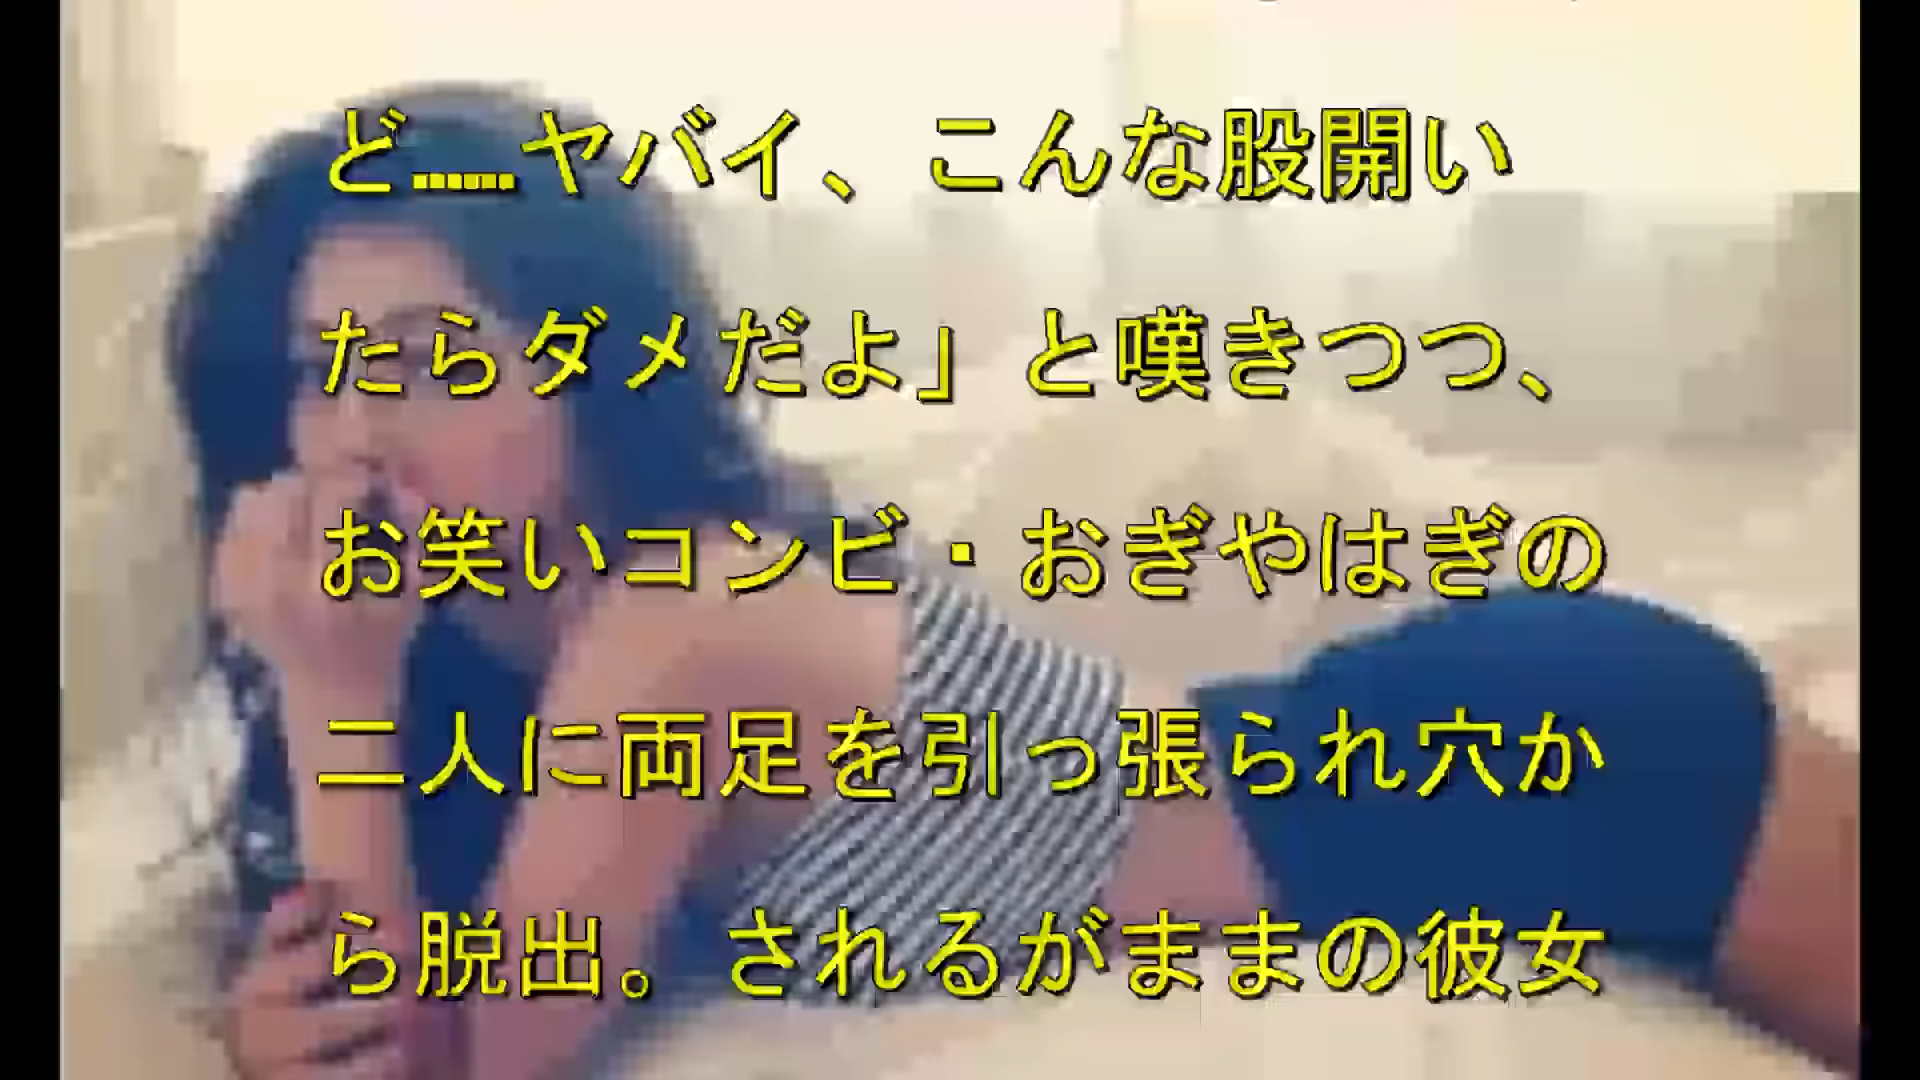 ど……ヤバイ、こんな股開い
たらダメだよ」と嘆きつつ、
お笑いコンビ・おぎやはぎの
二人に両足を引っ張られ穴か
ら脱出。されるがままの彼女